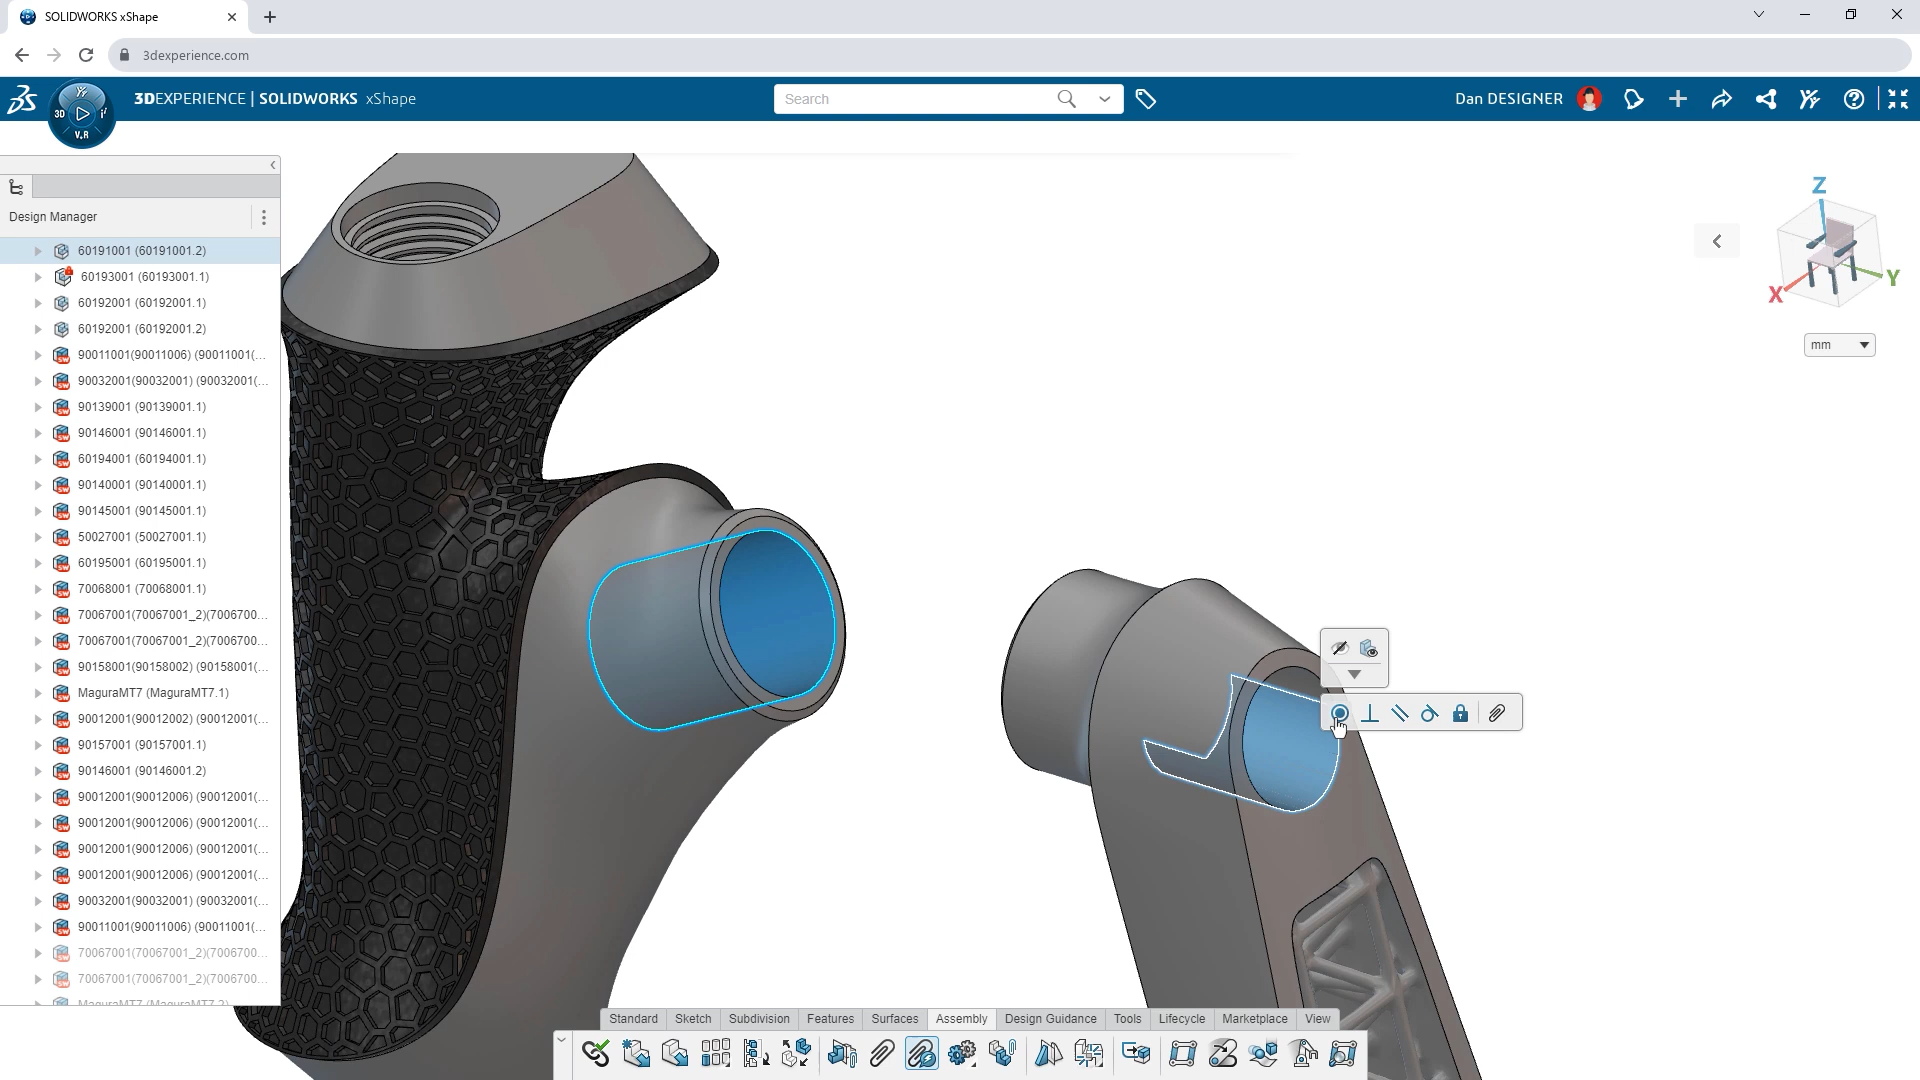 SOLIDWORKS xShape
3dexperience.com
3DEXPERIENCE | SOLIDWORKS xShape
Search
Dan DESIGNER
3D
V.R
Design Manager
60191001 (60191001.2)
60193001 (60193001.1)
60192001 (60192001.1)
60192001 (60192001.2)
90011001(90011006) (90011001(...
90032001(90032001) (90032001(...
90139001 (90139001.1)
90146001 (90146001.1)
60194001 (60194001.1)
90140001 (90140001.1)
90145001 (90145001.1)
50027001 (50027001.1)
60195001 (60195001.1)
70068001 (70068001.1)
70067001(70067001_2)(7006700...
70067001(70067001_2)(7006700...
90158001(90158002) (90158001(...
MaguraMT7 (MaguraMT7.1)
90012001(90012002) (90012001(...
90157001 (90157001.1)
90146001 (90146001.2)
90012001(90012006) (90012001(...
90012001(90012006) (90012001(...
90012001(90012006) (90012001(...
90012001(90012006) (90012001(...
90032001(90032001) (90032001(...
90011001(90011006) (90011001(...
70067001(70067001_2)(7006700...
70067001(70067001_2)(7006700...
MaguraMT7 (MaguraMT7.2)
Z
X
Y
mm
Standard Sketch Subdivision Features Surfaces Assembly Design Guidance Tools Lifecycle Marketplace View